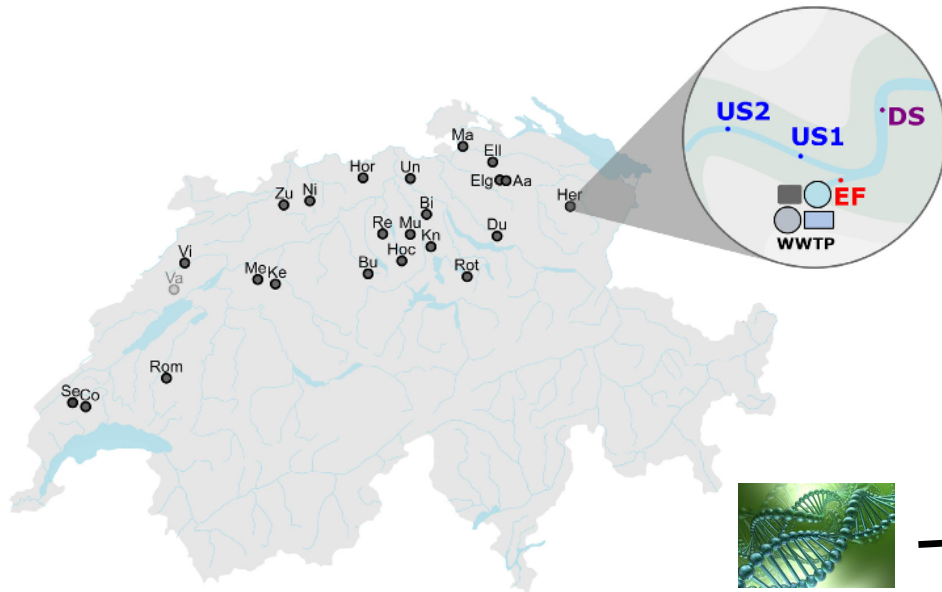 US2
US1
DS
EF
WWTP
Ma
Ell
Hor
Un
Elg
Aa
Zu
Ni
Her
Bi
Re
Mu
Kn
Du
Vi
Hoc
Va
Me
Ke
Bu
Rot
Rom
Se
Co